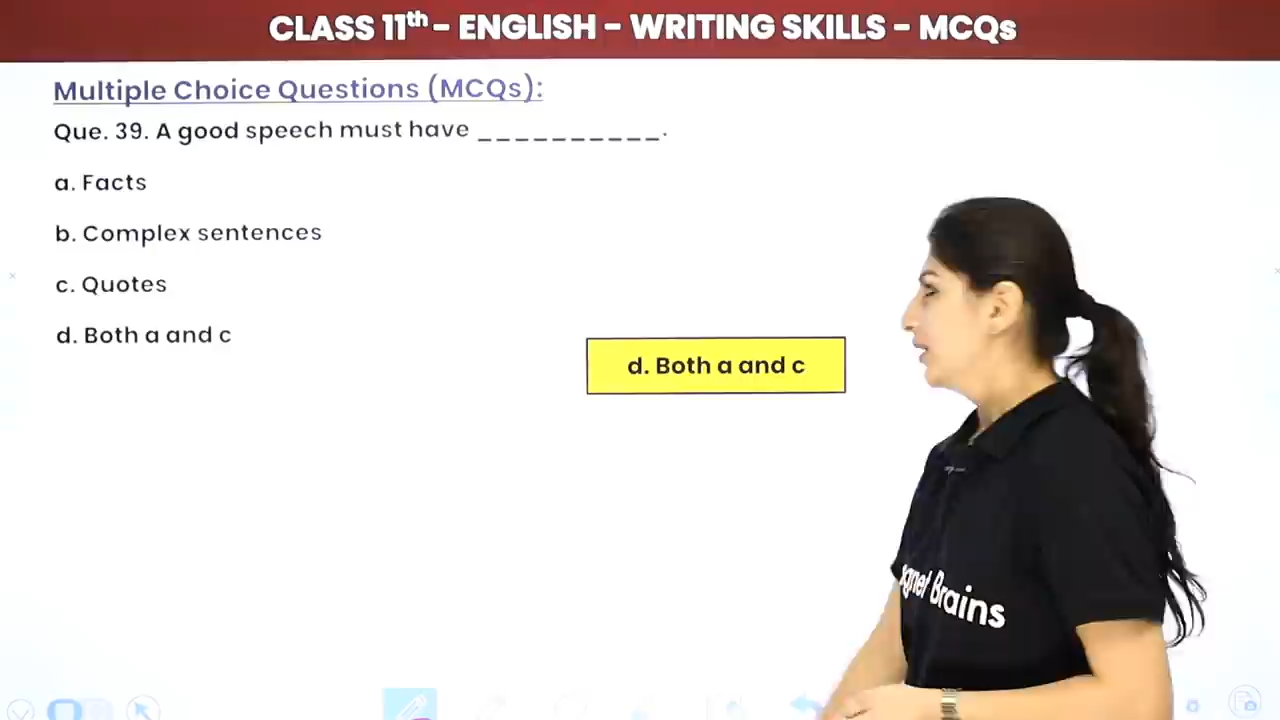 CLASS 11th - ENGLISH - WRITING SKILLS - MCQs
Multiple Choice Questions (MCQs):
Que. 39. A good speech must have __________.
a. Facts
b. Complex sentences
c. Quotes
d. Both a and c
d. Both a and c
Brains